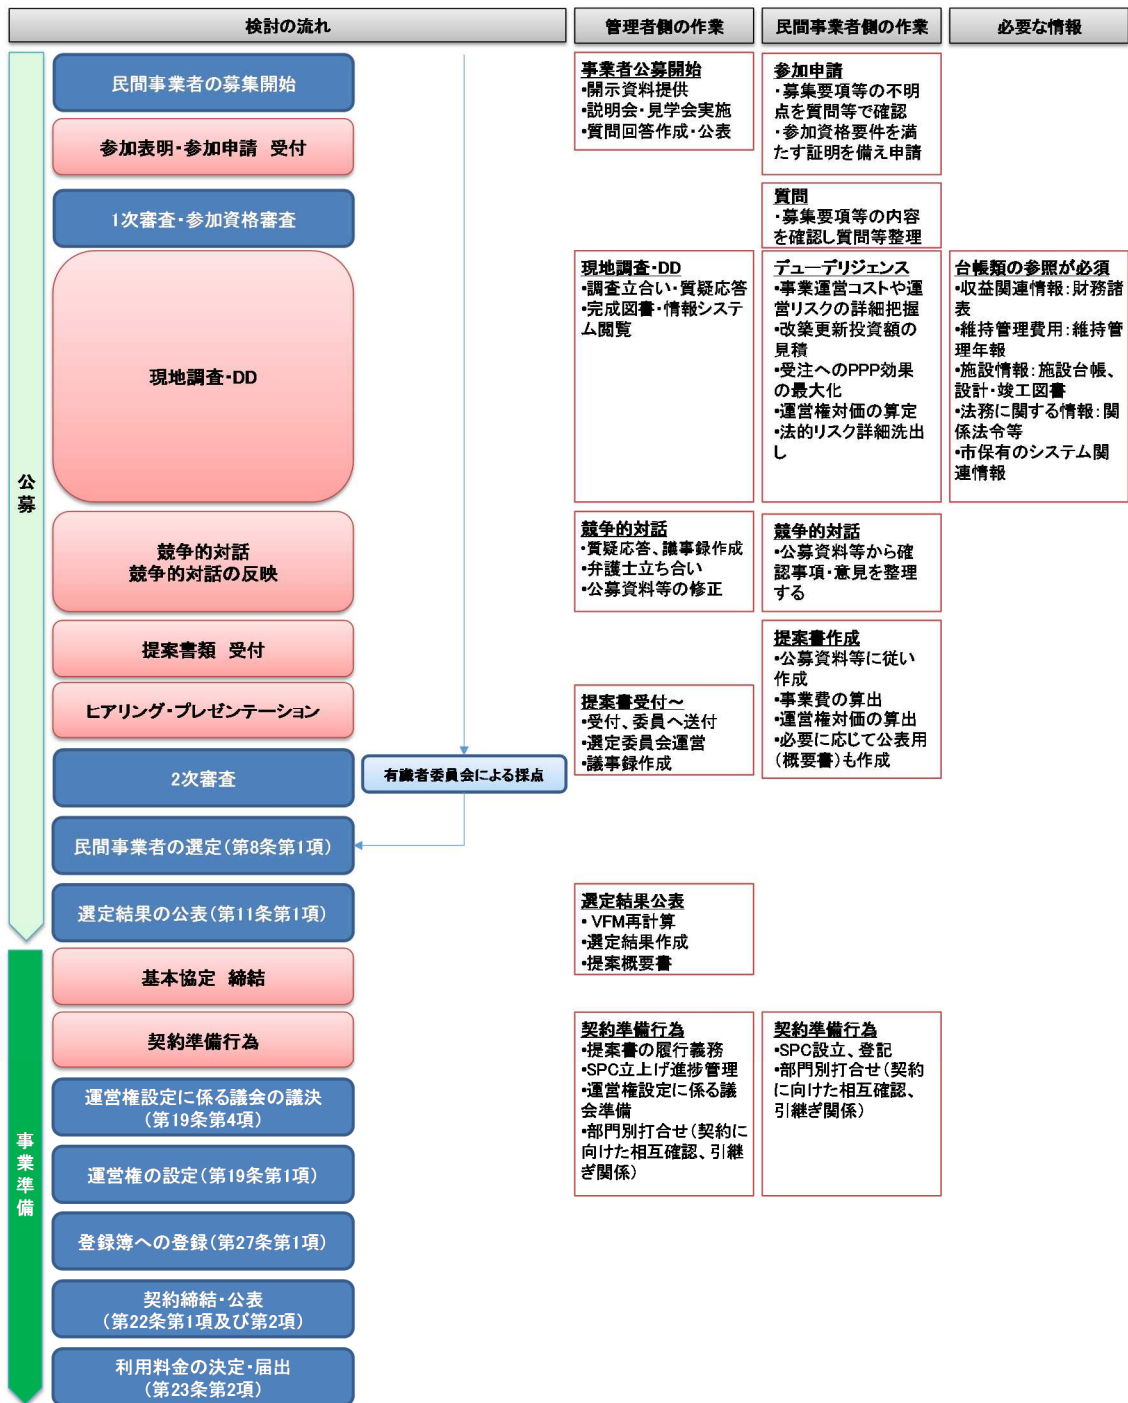 検討の流れ
管理者側の作業
民間事業者側の作業
必要な情報
公募
民間事業者の募集開始
参加表明・参加申請 受付
1次審査・参加資格審査
現地調査・DD
競争的対話
競争的対話の反映
提案書類 受付
ヒアリング・プレゼンテーション
2次審査
有識者委員会による採点
民間事業者の選定(第8条第1項)
選定結果の公表(第11条第1項)
事業準備
基本協定 締結
契約準備行為
運営権設定に係る議会の議決
(第19条第4項)
運営権の設定(第19条第1項)
登録簿への登録(第27条第1項)
契約締結・公表
(第22条第1項及び第2項)
利用料金の決定・届出
(第23条第2項)
事業者公募開始
・開示資料提供
・説明会・見学会実施
・質問回答作成・公表
現地調査・DD
・調査立合い・質疑応答
・完成図書・情報システ
ム閲覧
競争的対話
・質疑応答、議事録作成
・弁護士立ち合い
・公募資料等の修正
提案書受付～
・受付、委員へ送付
・選定委員会運営
・議事録作成
選定結果公表
・VFM再計算
・選定結果作成
・提案概要書
契約準備行為
・提案書の履行義務
・SPC立上げ進捗管理
・運営権設定に係る議
会準備
・部門別打合せ(契約に
向けた相互確認、引継
ぎ関係)
参加申請
・募集要項等の不明
点を質問等で確認
・参加資格要件を満
たす証明を備え申請
質問
・募集要項等の内容
を確認し質問等整理
デューデリジェンス
・事業運営コストや運
営リスクの詳細把握
・改築更新投資額の
見積
・受注へのPPP効果
の最大化
・運営権対価の算定
・法的リスク詳細洗出
し
競争的対話
・公募資料等から確
認事項・意見を整理
する
提案書作成
・公募資料等に従い
作成
・事業費の算出
・運営権対価の算出
・必要に応じて公表用
(概要書)も作成
契約準備行為
・SPC設立、登記
・部門別打合せ(契約
に向けた相互確認、
引継ぎ関係)
台帳類の参照が必須
・収益関連情報:財務諸
表
・維持管理費用:維持管
理年報
・施設情報:施設台帳、
設計・竣工図書
・法務に関する情報:関
係法令等
・市保有のシステム関
連情報